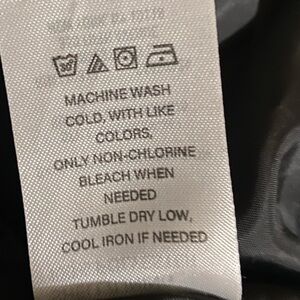 MACHINE WASH
COLD, WITH LIKE
COLORS,
ONLY NON-CHLORINE
BLEACH WHEN
NEEDED
TUMBLE DRY LOW,
COOL IRON IF NEEDED